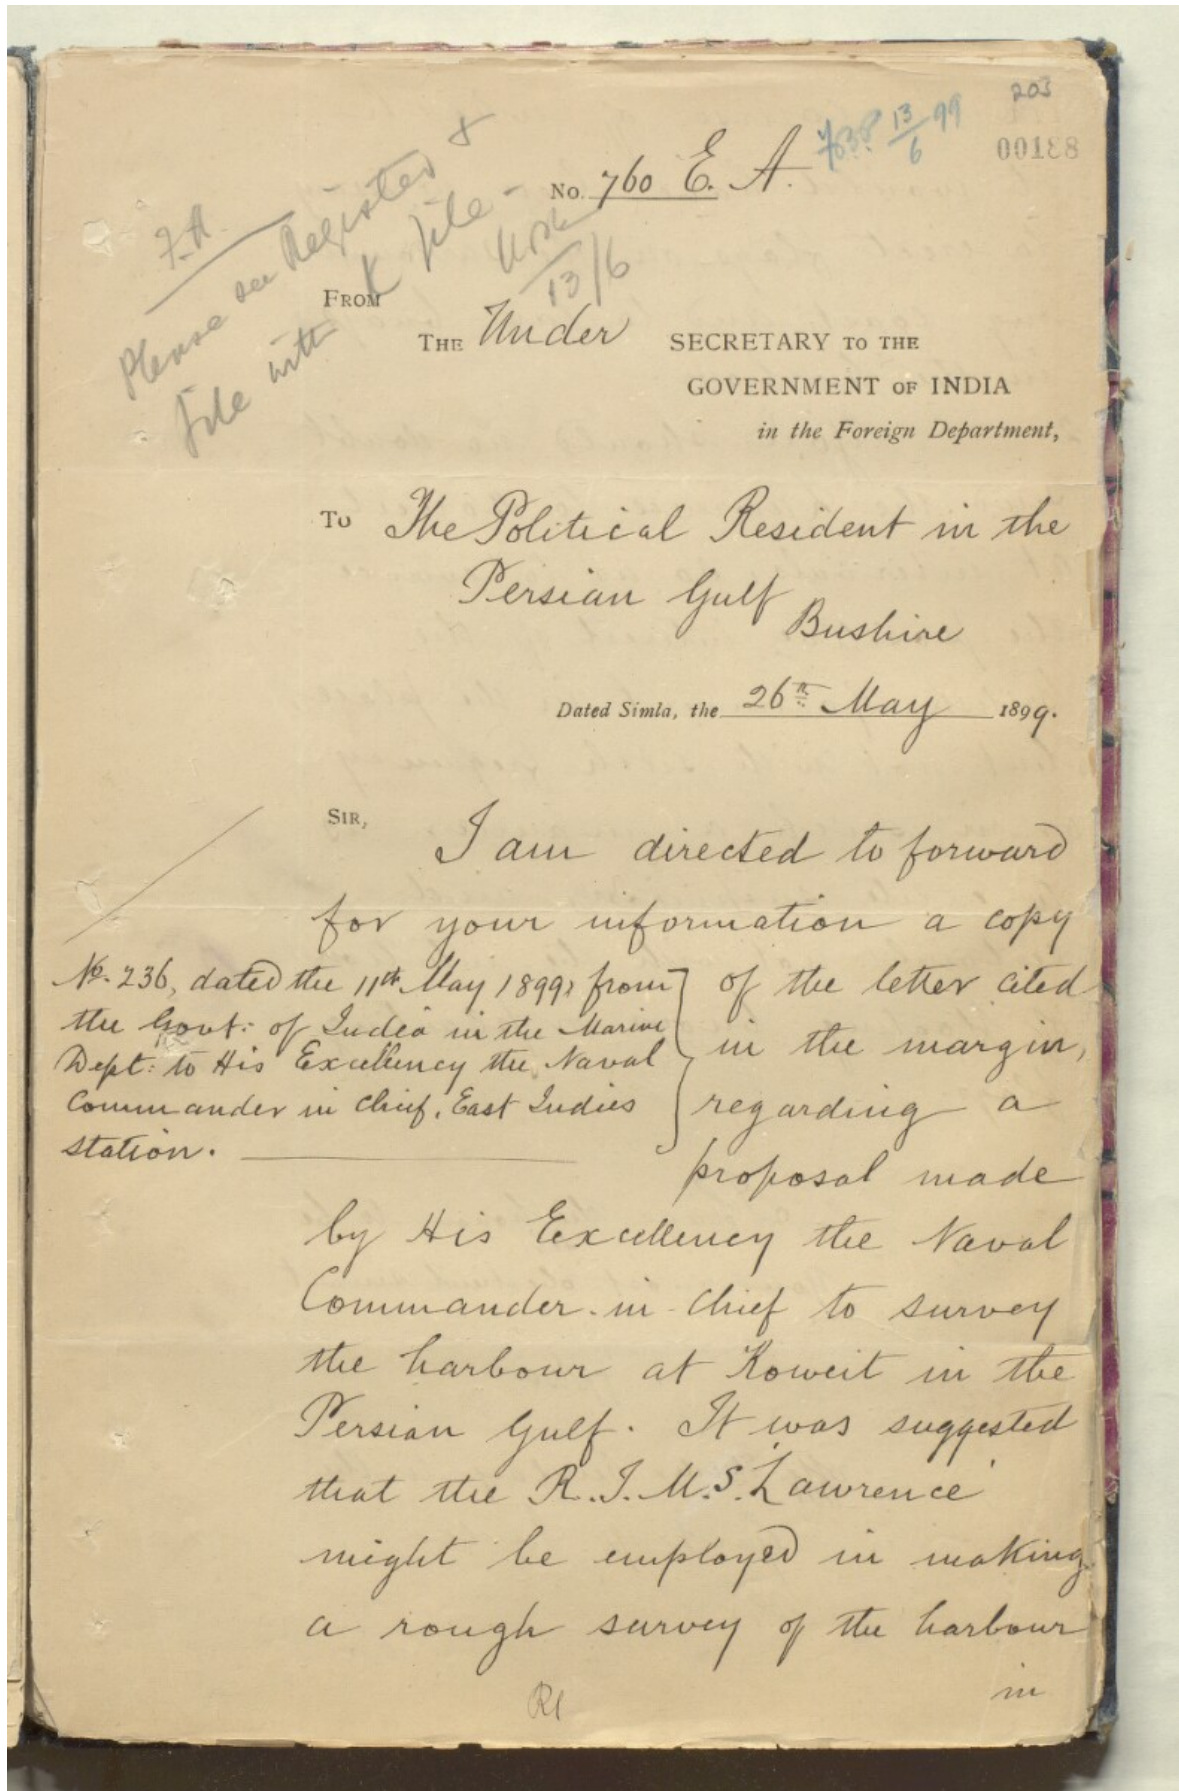 203
738 13/6 99
00188
No. 760 E. A.
F.A.
Please see Registered &
file with K file -
13/6
FROM
THE Under SECRETARY TO THE
GOVERNMENT OF INDIA
in the Foreign Department,
To The Political Resident in the
Persian Gulf
Bushire
Dated Simla, the 26th May 1899.
SIR,
I am directed to forward
for your information a copy
No. 236, dated the 11th May 1899, from
the Govt: of India in the Marine
Dept: to His Excellency the Naval
Commander in Chief, East Indies
station.
of the letter cited
in the margin,
regarding a
proposal made
by His Excellency the Naval
Commander-in-Chief to survey
the harbour at Koweit in the
Persian Gulf. It was suggested
that the R.I.M.S. Lawrence
might be employed in making
a rough survey of the harbour
in